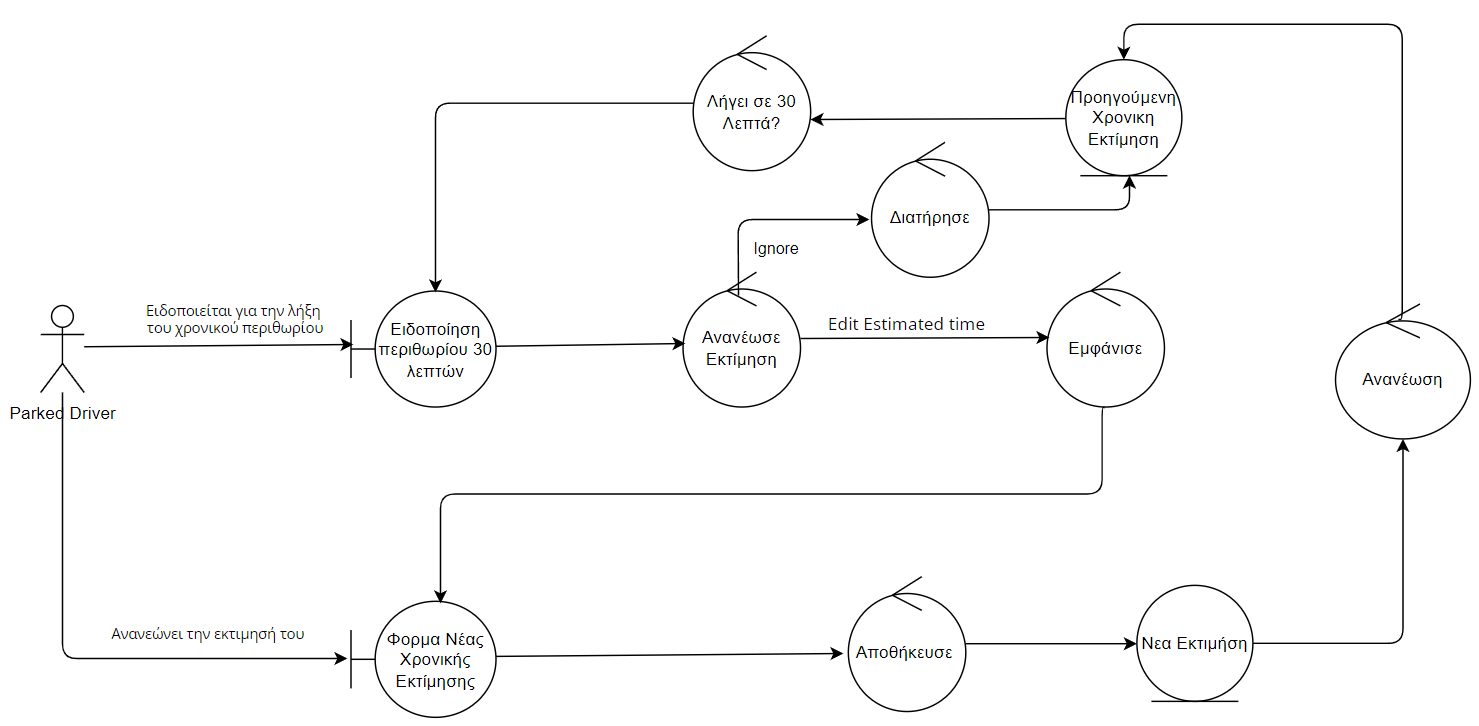 Λήγει σε 30
Λεπτά?
Προηγούμενη
Χρονικη
Εκτίμηση
Διατήρησε
Ignore
Ειδοποιείται για την λήξη
του χρονικού περιθωρίου
Ειδοποίηση
περιθωρίου 30
λεπτών
Ανανέωσε
Εκτίμηση
Edit Estimated time
Εμφάνισε
Ανανέωση
Parked Driver
Ανανεώνει την εκτιμησή του
Φορμα Νέας
Χρονικής
Εκτίμησης
Αποθήκευσε
Νεα Εκτιμήση